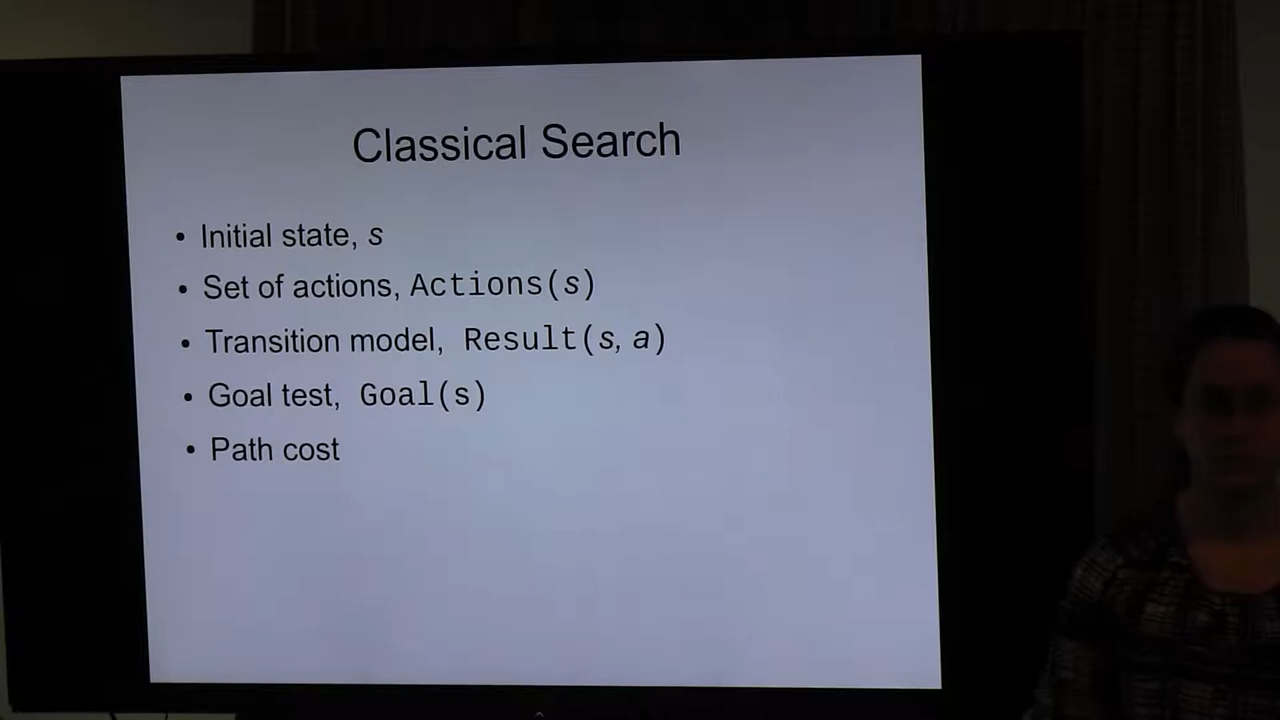 Classical Search
• Initial state, s
• Set of actions, Actions(s)
• Transition model, Result(s, a)
• Goal test, Goal(s)
• Path cost